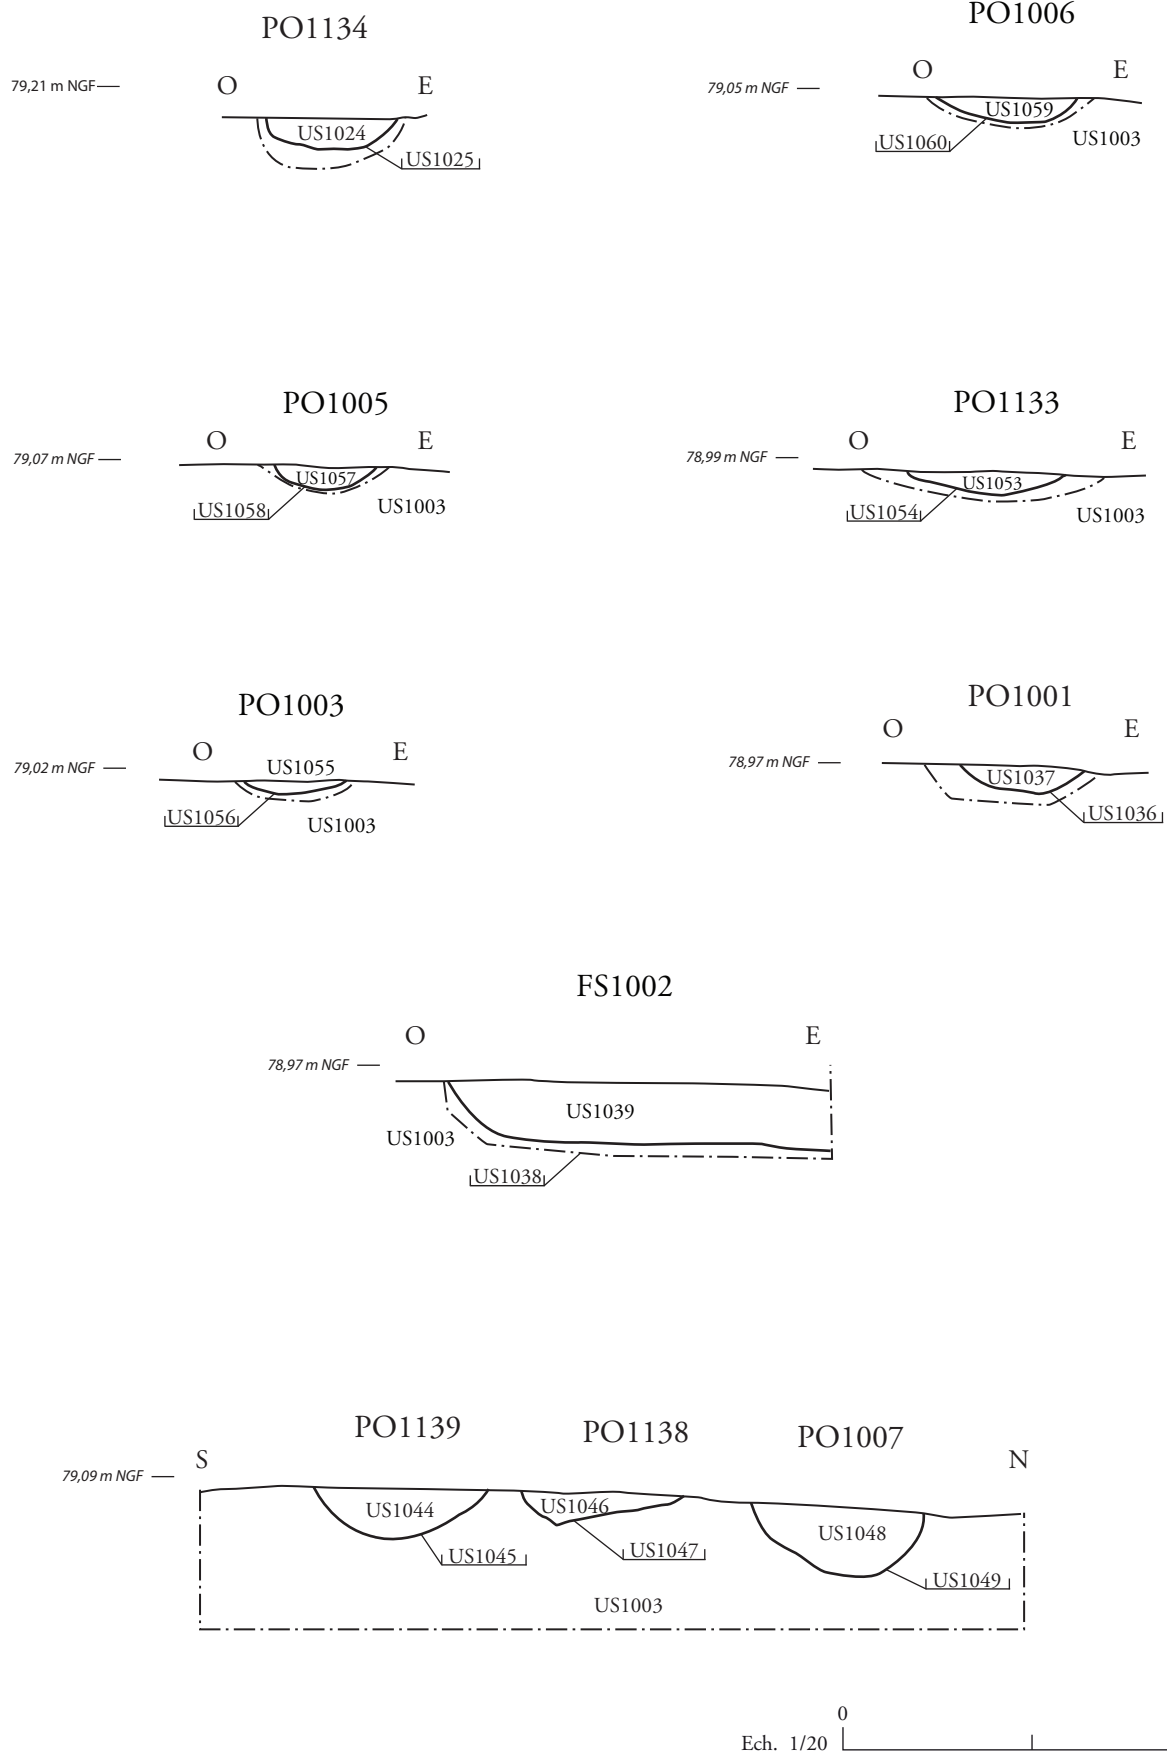 PO1134
79,21 m NGF
O
E
US1024
US1025
PO1006
79,05 m NGF
O
E
US1059
US1060
US1003
PO1005
79,07 m NGF
O
E
US1057
US1058
US1003
PO1133
78,99 m NGF
O
E
US1053
US1054
US1003
PO1003
79,02 m NGF
O
E
US1055
US1056
US1003
PO1001
78,97 m NGF
O
E
US1037
US1036
FS1002
78,97 m NGF
O
E
US1039
US1003
US1038
PO1139
PO1138
PO1007
79,09 m NGF
S
N
US1044
US1046
US1048
US1045
US1047
US1049
US1003
0
Ech. 1/20